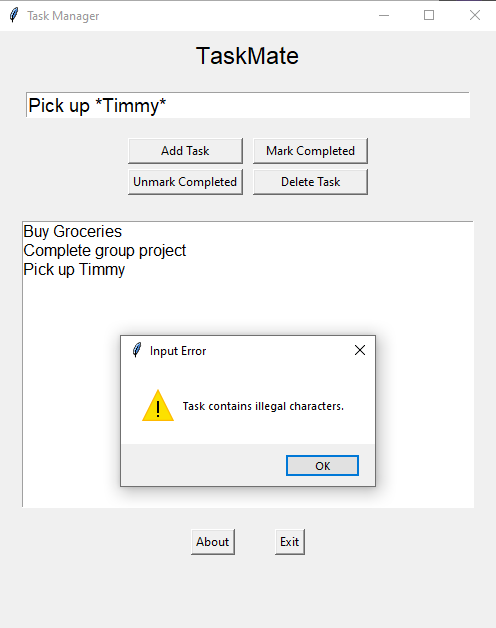 Task Manager
TaskMate
Pick up *Timmy*
Add Task
Mark Completed
Unmark Completed
Delete Task
Buy Groceries
Complete group project
Pick up Timmy
Input Error
Task contains illegal characters.
OK
About
Exit